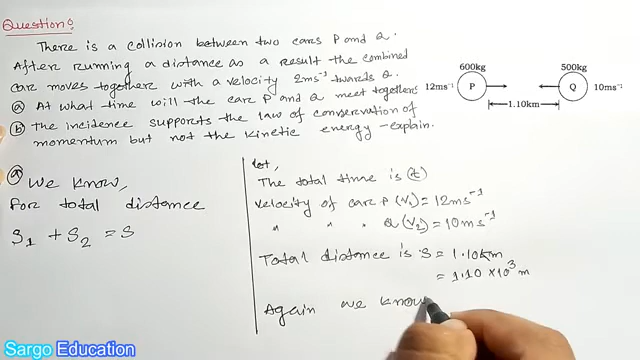 Question:
There is a collision between two cars P and Q.
After running a distance as a result the combined
car moves together with a velocity 2ms⁻¹ towards Q.
(a) At what time will the car P and Q meet together?
(b) The incidence supports the law of conservation of
momentum but not the kinetic energy - explain.
600kg
500kg
12ms⁻¹
P
Q
10ms⁻¹
1.10km
(a)
We know,
For total distance
S₁ + S₂ = S
let,
The total time is (t)
velocity of car P (V₁) = 12ms⁻¹
" " " Q (V₂) = 10ms⁻¹
Total distance is S = 1.10km
= 1.10 × 10³ m
Again we know
Sargo Education